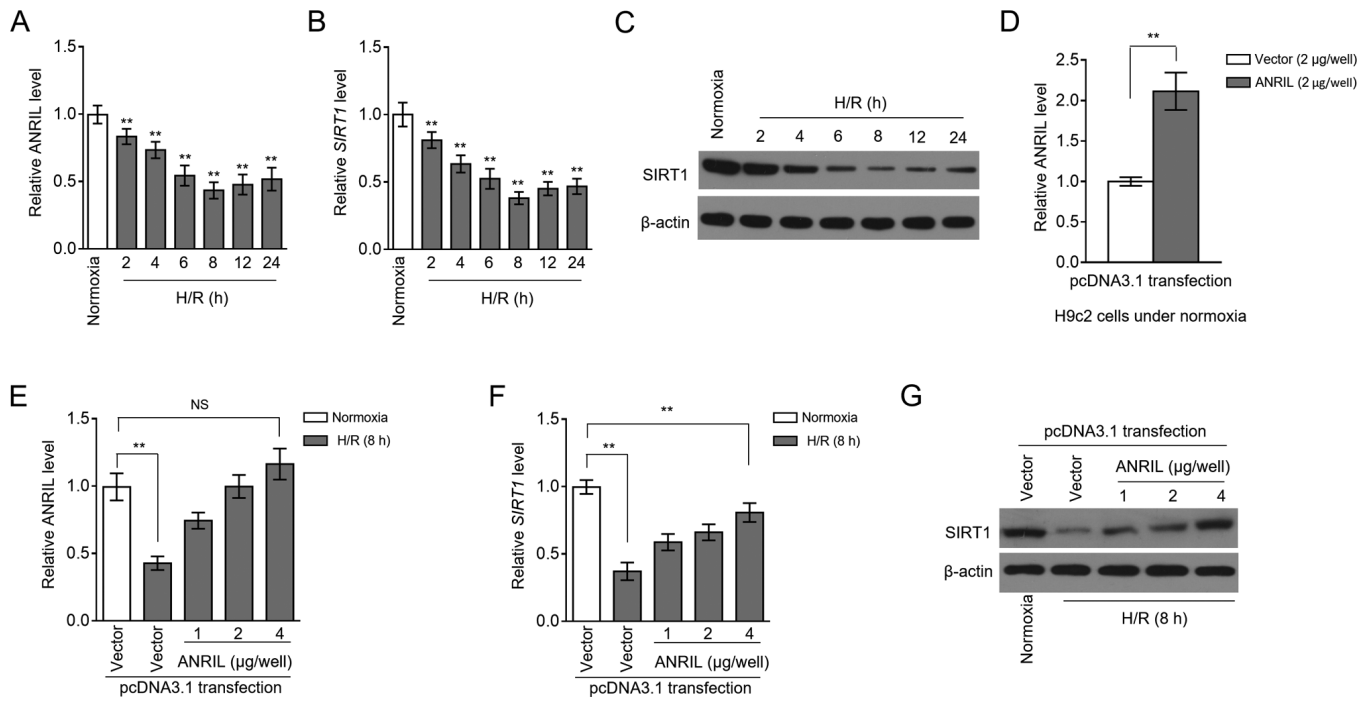 A
Relative ANRIL level
1.5
1.0
0.5
0.0
** ** ** ** ** **
Normoxia 2 4 6 8 12 24
H/R (h)
B
Relative SIRT1 level
1.5
1.0
0.5
0.0
** ** ** ** ** **
Normoxia 2 4 6 8 12 24
H/R (h)
C
Normoxia
H/R (h)
2 4 6 8 12 24
SIRT1
β-actin
D
Relative ANRIL level
2.5
2.0
1.5
1.0
0.5
0.0
**
Vector (2 µg/well)
ANRIL (2 µg/well)
pcDNA3.1 transfection
H9c2 cells under normoxia
E
Relative ANRIL level
1.5
1.0
0.5
0.0
NS
**
Normoxia
H/R (8 h)
Vector Vector 1 2 4
ANRIL (µg/well)
pcDNA3.1 transfection
F
Relative SIRT1 level
1.5
1.0
0.5
0.0
**
**
Normoxia
H/R (8 h)
Vector Vector 1 2 4
ANRIL (µg/well)
pcDNA3.1 transfection
G
pcDNA3.1 transfection
Vector Vector ANRIL (µg/well)
1 2 4
SIRT1
β-actin
Normoxia
H/R (8 h)